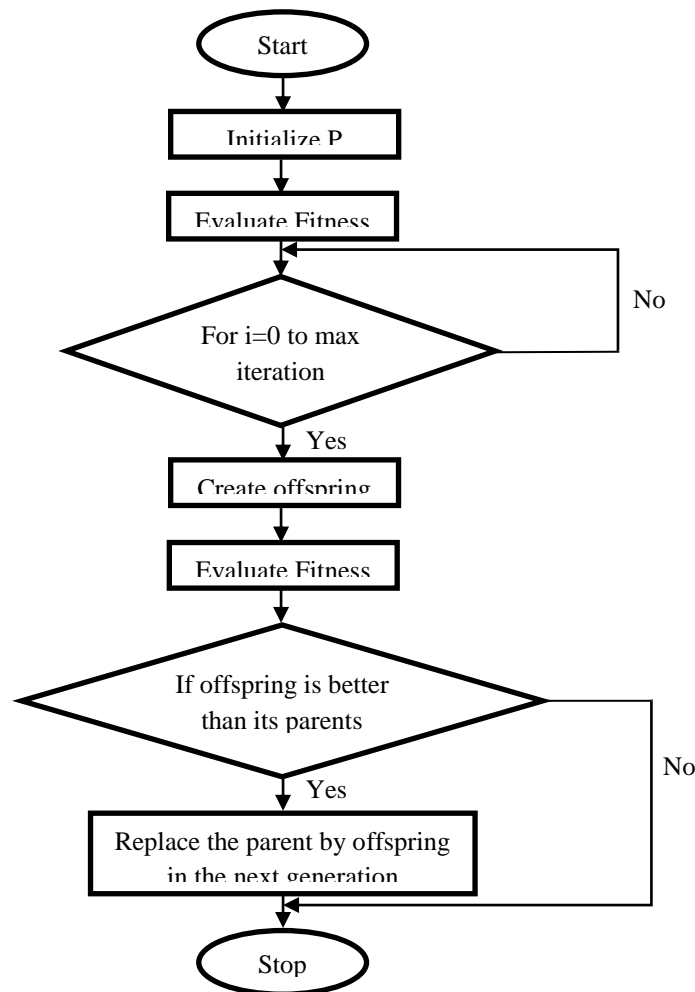 Start
Initialize P
Evaluate Fitness
No
For i=0 to max
iteration
Yes
Create offspring
Evaluate Fitness
If offspring is better
than its parents
No
Yes
Replace the parent by offspring
in the next generation
Stop